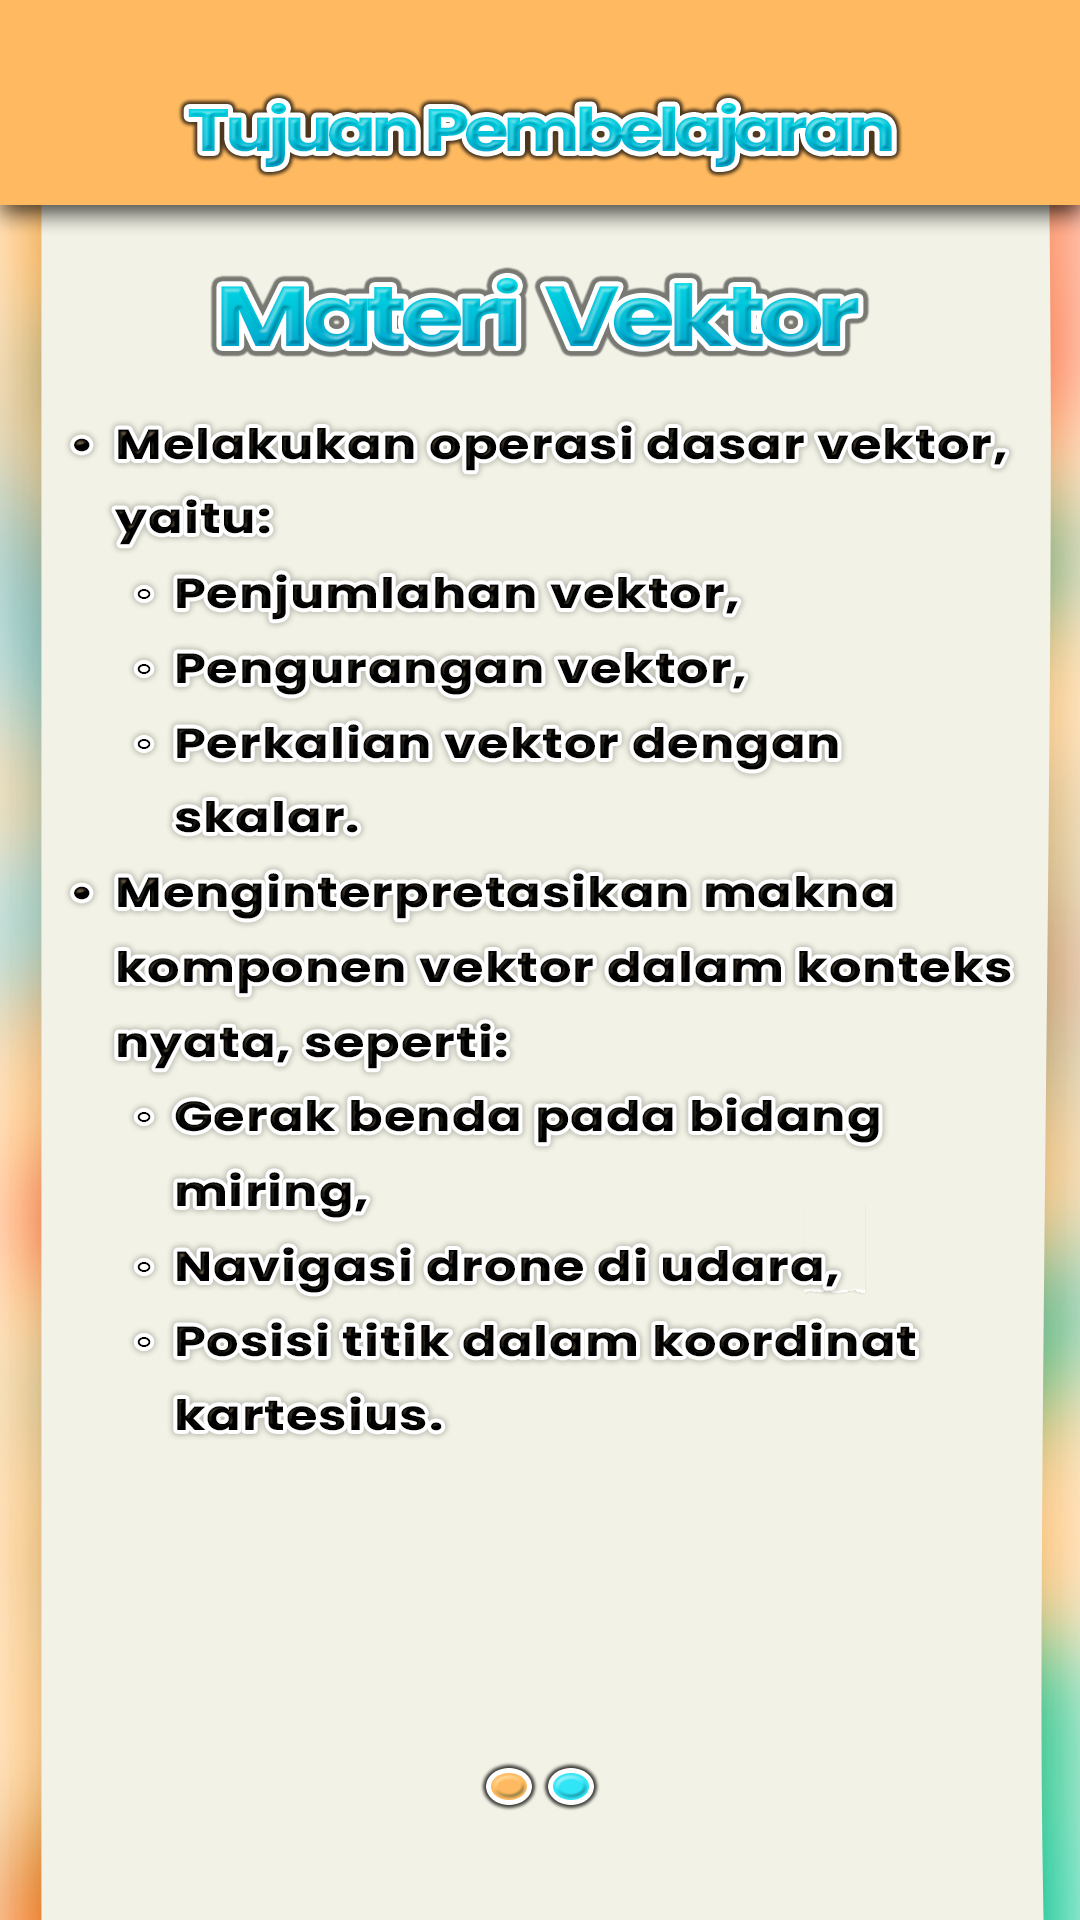 Tujuan Pembelajaran
Materi Vektor
• Melakukan operasi dasar vektor,
yaitu:
◦ Penjumlahan vektor,
◦ Pengurangan vektor,
◦ Perkalian vektor dengan
skalar.
• Menginterpretasikan makna
komponen vektor dalam konteks
nyata, seperti:
◦ Gerak benda pada bidang
miring,
◦ Navigasi drone di udara,
◦ Posisi titik dalam koordinat
kartesius.